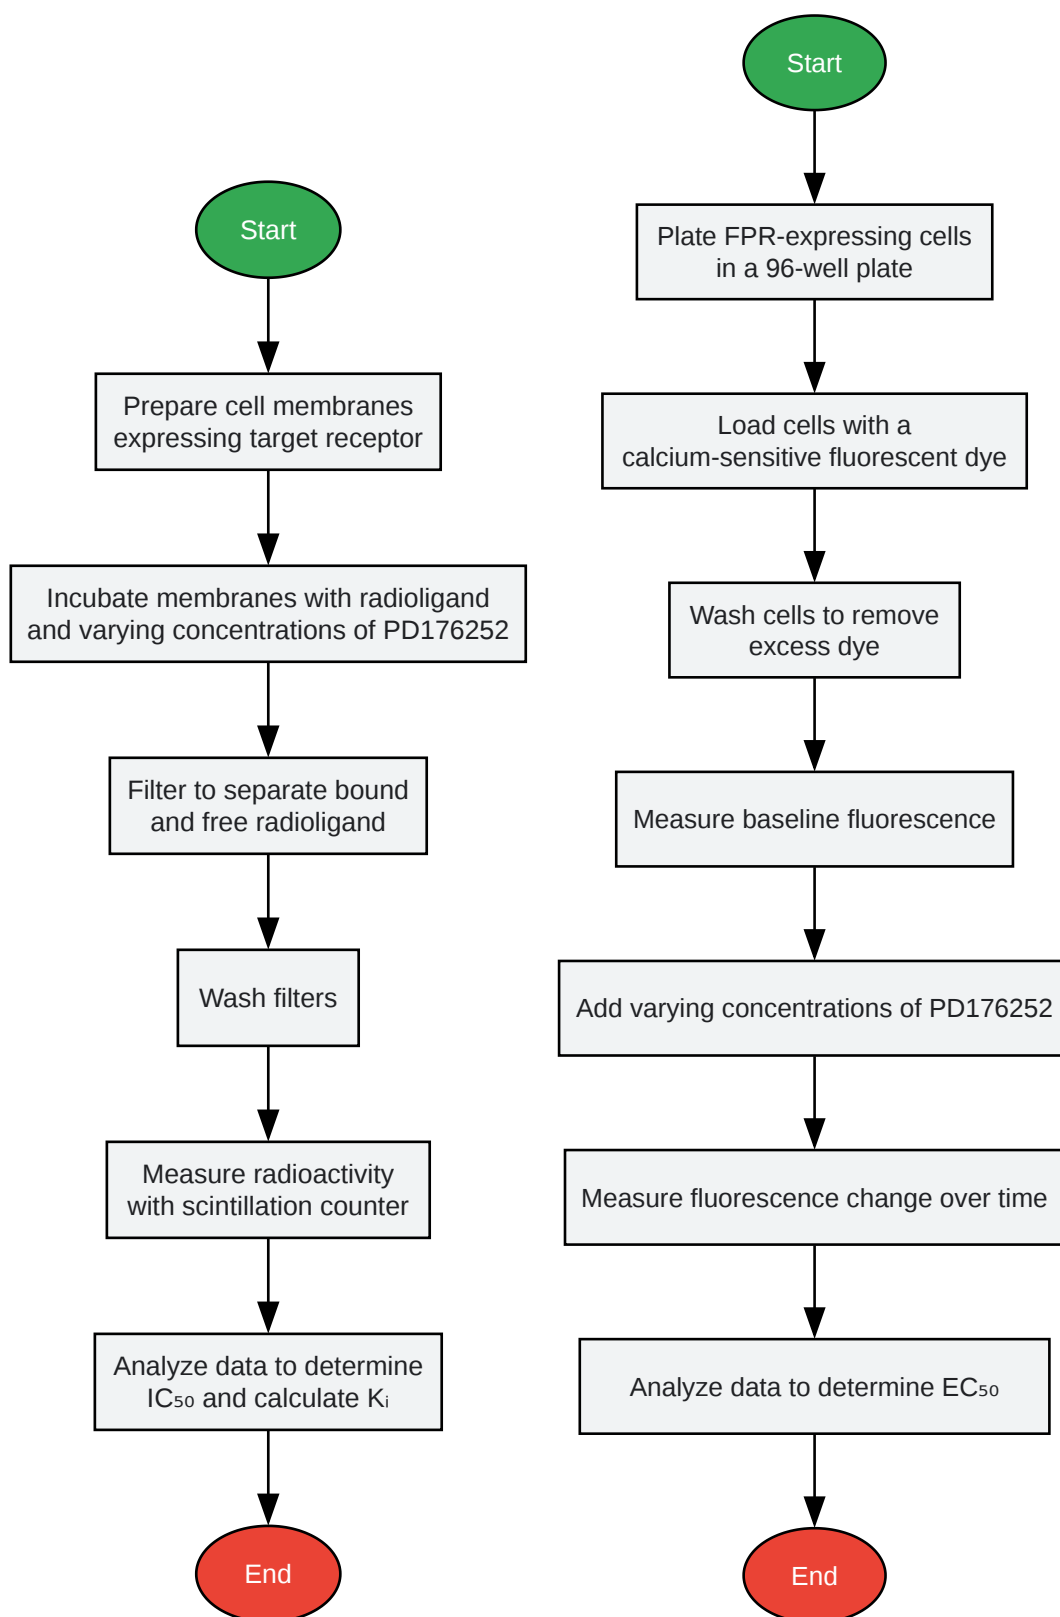 Start
Prepare cell membranes
expressing target receptor
Incubate membranes with radioligand
and varying concentrations of PD176252
Filter to separate bound
and free radioligand
Wash filters
Measure radioactivity
with scintillation counter
Analyze data to determine
IC₅₀ and calculate Kᵢ
End
Start
Plate FPR-expressing cells
in a 96-well plate
Load cells with a
calcium-sensitive fluorescent dye
Wash cells to remove
excess dye
Measure baseline fluorescence
Add varying concentrations of PD176252
Measure fluorescence change over time
Analyze data to determine EC₅₀
End